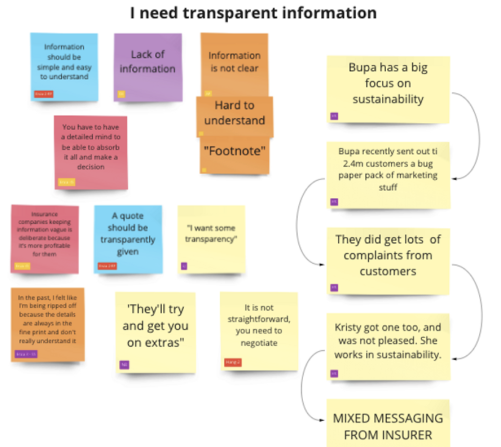 I need transparent information
Information
should be
simple and easy
to understand
Lack of
information
Information
is not clear
Hard to
understand
"Footnote"
You have to have
a detailed mind to
be able to absorb
it all and make a
decision
Insurance
companies keeping
information vague is
deliberate because
it's more profitable
for them
A quote
should be
transparently
given
"I want some
transparency"
In the past, I felt like
I'm being ripped off
because the details
are always in the
fine print and don't
really understand it
'They'll try
and get you
on extras"
It is not
straightforward,
you need to
negotiate
Bupa has a big
focus on
sustainability
Bupa recently sent out ti
2.4m customers a bug
paper pack of marketing
stuff
They did get lots of
complaints from
customers
Kristy got one too, and
was not pleased. She
works in sustainability.
MIXED MESSAGING
FROM INSURER